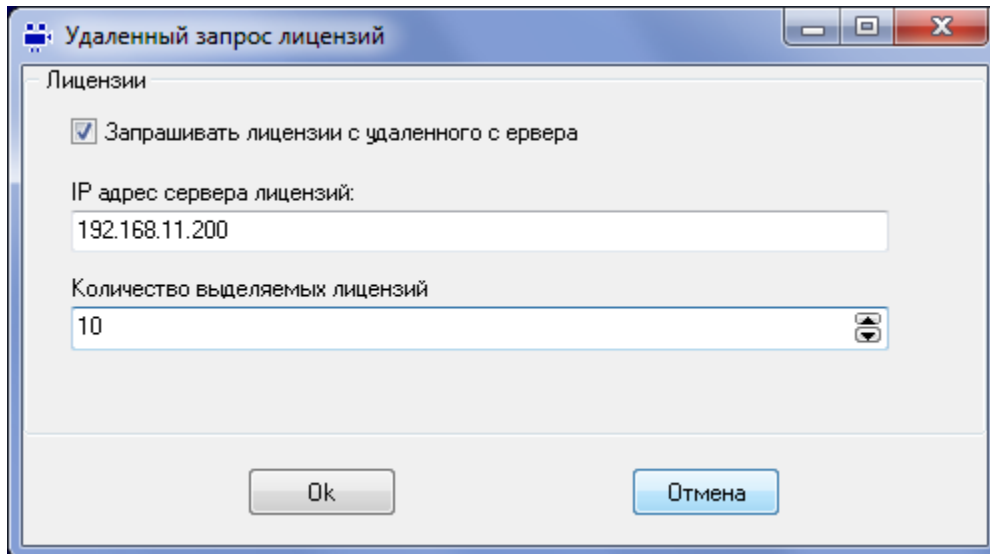 Удаленный запрос лицензий
Лицензии
Запрашивать лицензии с удаленного с ервера
IP адрес сервера лицензий:
192.168.11.200
Количество выделяемых лицензий
10
Ok
Отмена